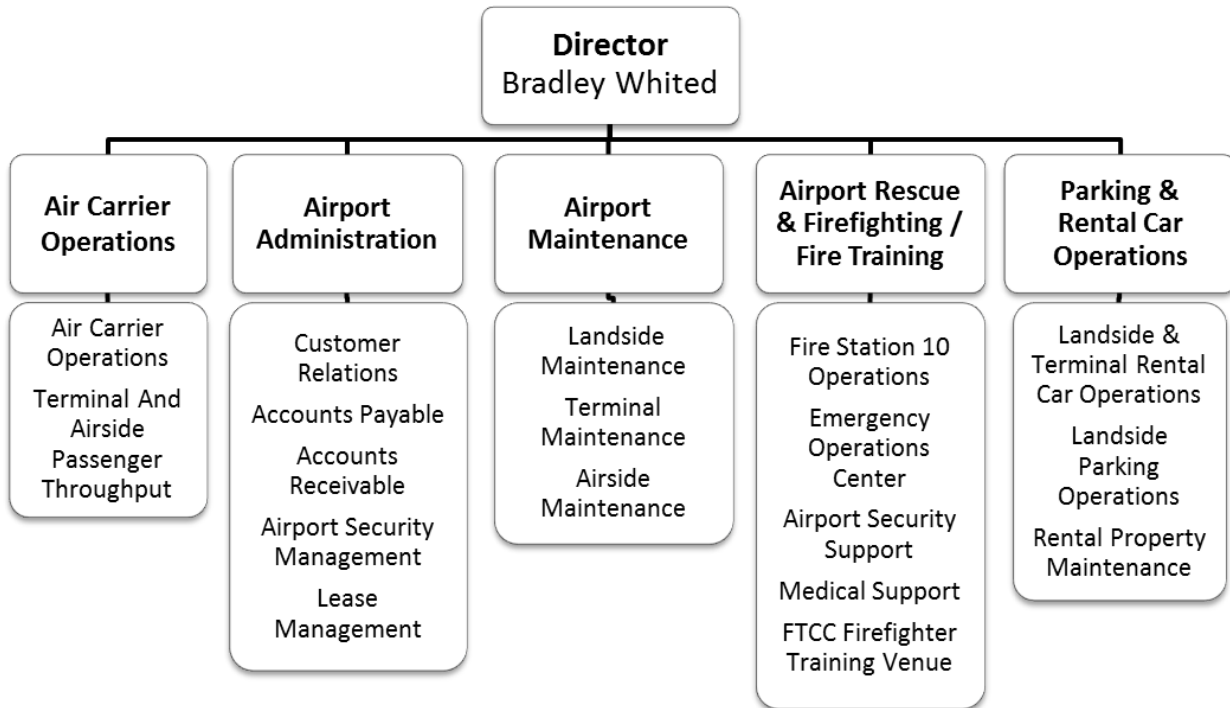 Director
Bradley Whited
Air Carrier
Operations
Airport
Administration
Airport
Maintenance
Airport Rescue
& Firefighting /
Fire Training
Parking &
Rental Car
Operations
Air Carrier
Operations
Terminal And
Airside
Passenger
Throughput
Customer
Relations
Accounts Payable
Accounts
Receivable
Airport Security
Management
Lease
Management
Landside
Maintenance
Terminal
Maintenance
Airside
Maintenance
Fire Station 10
Operations
Emergency
Operations
Center
Airport Security
Support
Medical Support
FTCC Firefighter
Training Venue
Landside &
Terminal Rental
Car Operations
Landside
Parking
Operations
Rental Property
Maintenance